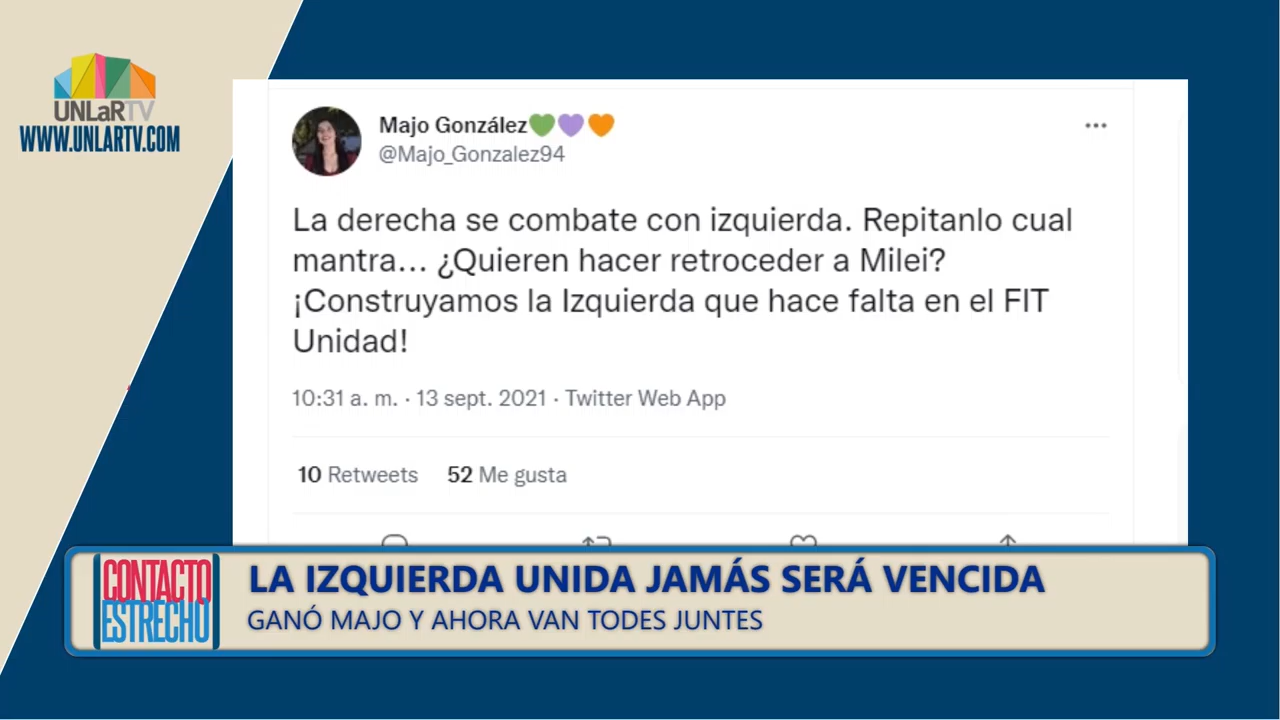 UNLaRTV
WWW.UNLARTV.COM
Majo González💚💜🧡
@Majo_Gonzalez94
La derecha se combate con izquierda. Repitanlo cual
mantra... ¿Quieren hacer retroceder a Milei?
¡Construyamos la Izquierda que hace falta en el FIT
Unidad!
10:31 a. m. · 13 sept. 2021 · Twitter Web App
10 Retweets 52 Me gusta
CONTACTO
ESTRECHO
LA IZQUIERDA UNIDA JAMÁS SERÁ VENCIDA
GANÓ MAJO Y AHORA VAN TODES JUNTES